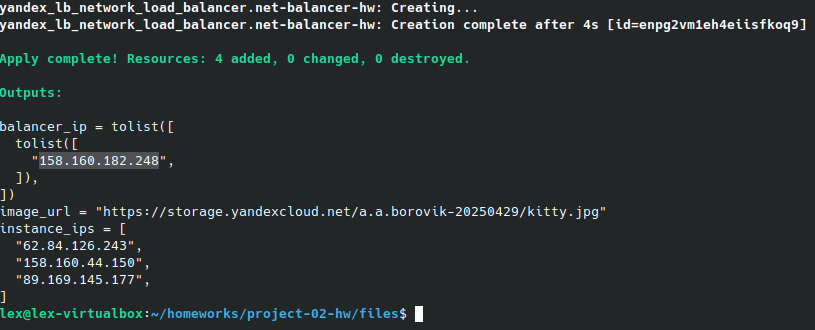 yandex_lb_network_load_balancer.net-balancer-hw: Creating...
yandex_lb_network_load_balancer.net-balancer-hw: Creation complete after 4s [id=enpg2vm1eh4eiisfkoq9]
Apply complete! Resources: 4 added, 0 changed, 0 destroyed.
Outputs:
balancer_ip = tolist([
  tolist([
    "158.160.182.248",
  ]),
])
image_url = "https://storage.yandexcloud.net/a.a.borovik-20250429/kitty.jpg"
instance_ips = [
  "62.84.126.243",
  "158.160.44.150",
  "89.169.145.177",
]
lex@lex-virtualbox:~/homeworks/project-02-hw/files$